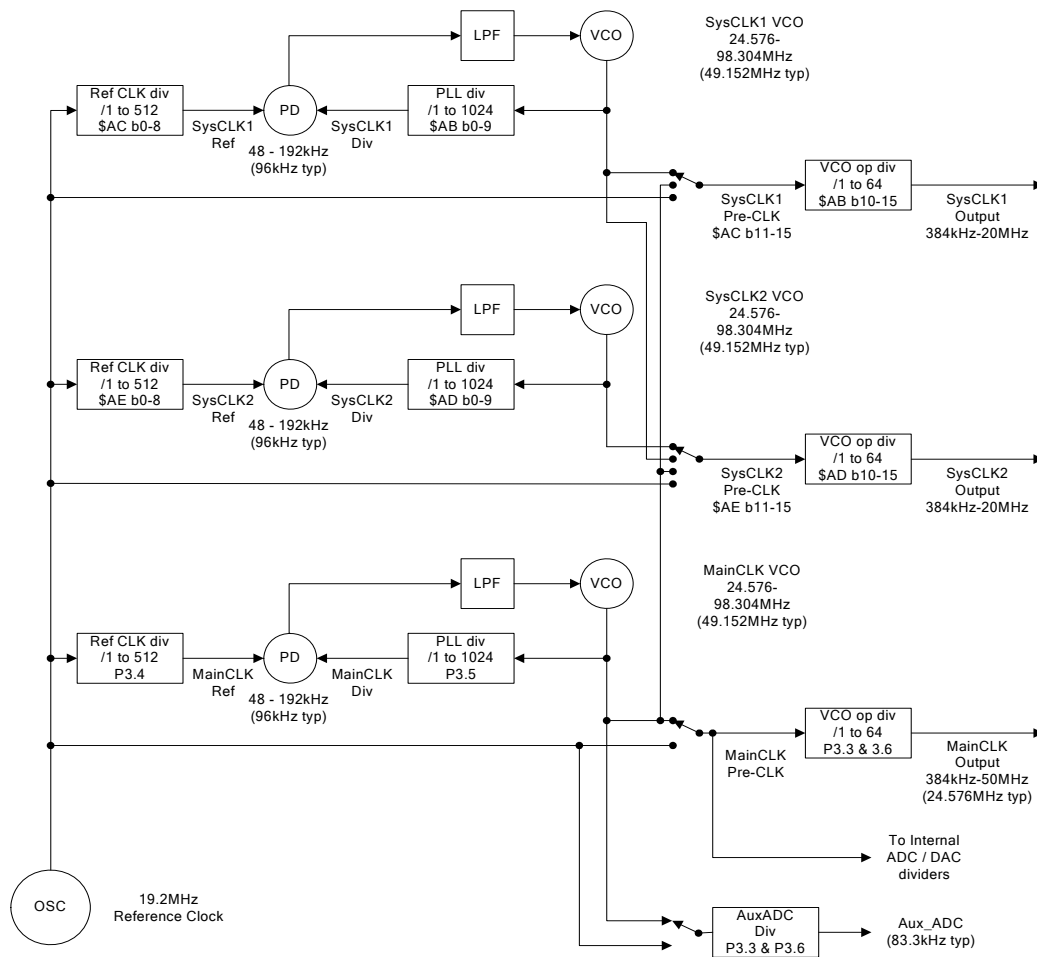 LPF
VCO
SysCLK1 VCO
24.576-
98.304MHz
(49.152MHz typ)
Ref CLK div
/1 to 512
$AC b0-8
SysCLK1
Ref
PD
48 - 192kHz
(96kHz typ)
SysCLK1
Div
PLL div
/1 to 1024
$AB b0-9
SysCLK1
Pre-CLK
$AC b11-15
VCO op div
/1 to 64
$AB b10-15
SysCLK1
Output
384kHz-20MHz
LPF
VCO
SysCLK2 VCO
24.576-
98.304MHz
(49.152MHz typ)
Ref CLK div
/1 to 512
$AE b0-8
SysCLK2
Ref
PD
48 - 192kHz
(96kHz typ)
SysCLK2
Div
PLL div
/1 to 1024
$AD b0-9
SysCLK2
Pre-CLK
$AE b11-15
VCO op div
/1 to 64
$AD b10-15
SysCLK2
Output
384kHz-20MHz
LPF
VCO
MainCLK VCO
24.576-
98.304MHz
(49.152MHz typ)
Ref CLK div
/1 to 512
P3.4
MainCLK
Ref
PD
48 - 192kHz
(96kHz typ)
MainCLK
Div
PLL div
/1 to 1024
P3.5
MainCLK
Pre-CLK
VCO op div
/1 to 64
P3.3 & 3.6
MainCLK
Output
384kHz-50MHz
(24.576MHz typ)
To Internal
ADC / DAC
dividers
OSC
19.2MHz
Reference Clock
AuxADC
Div
P3.3 & P3.6
Aux_ADC
(83.3kHz typ)